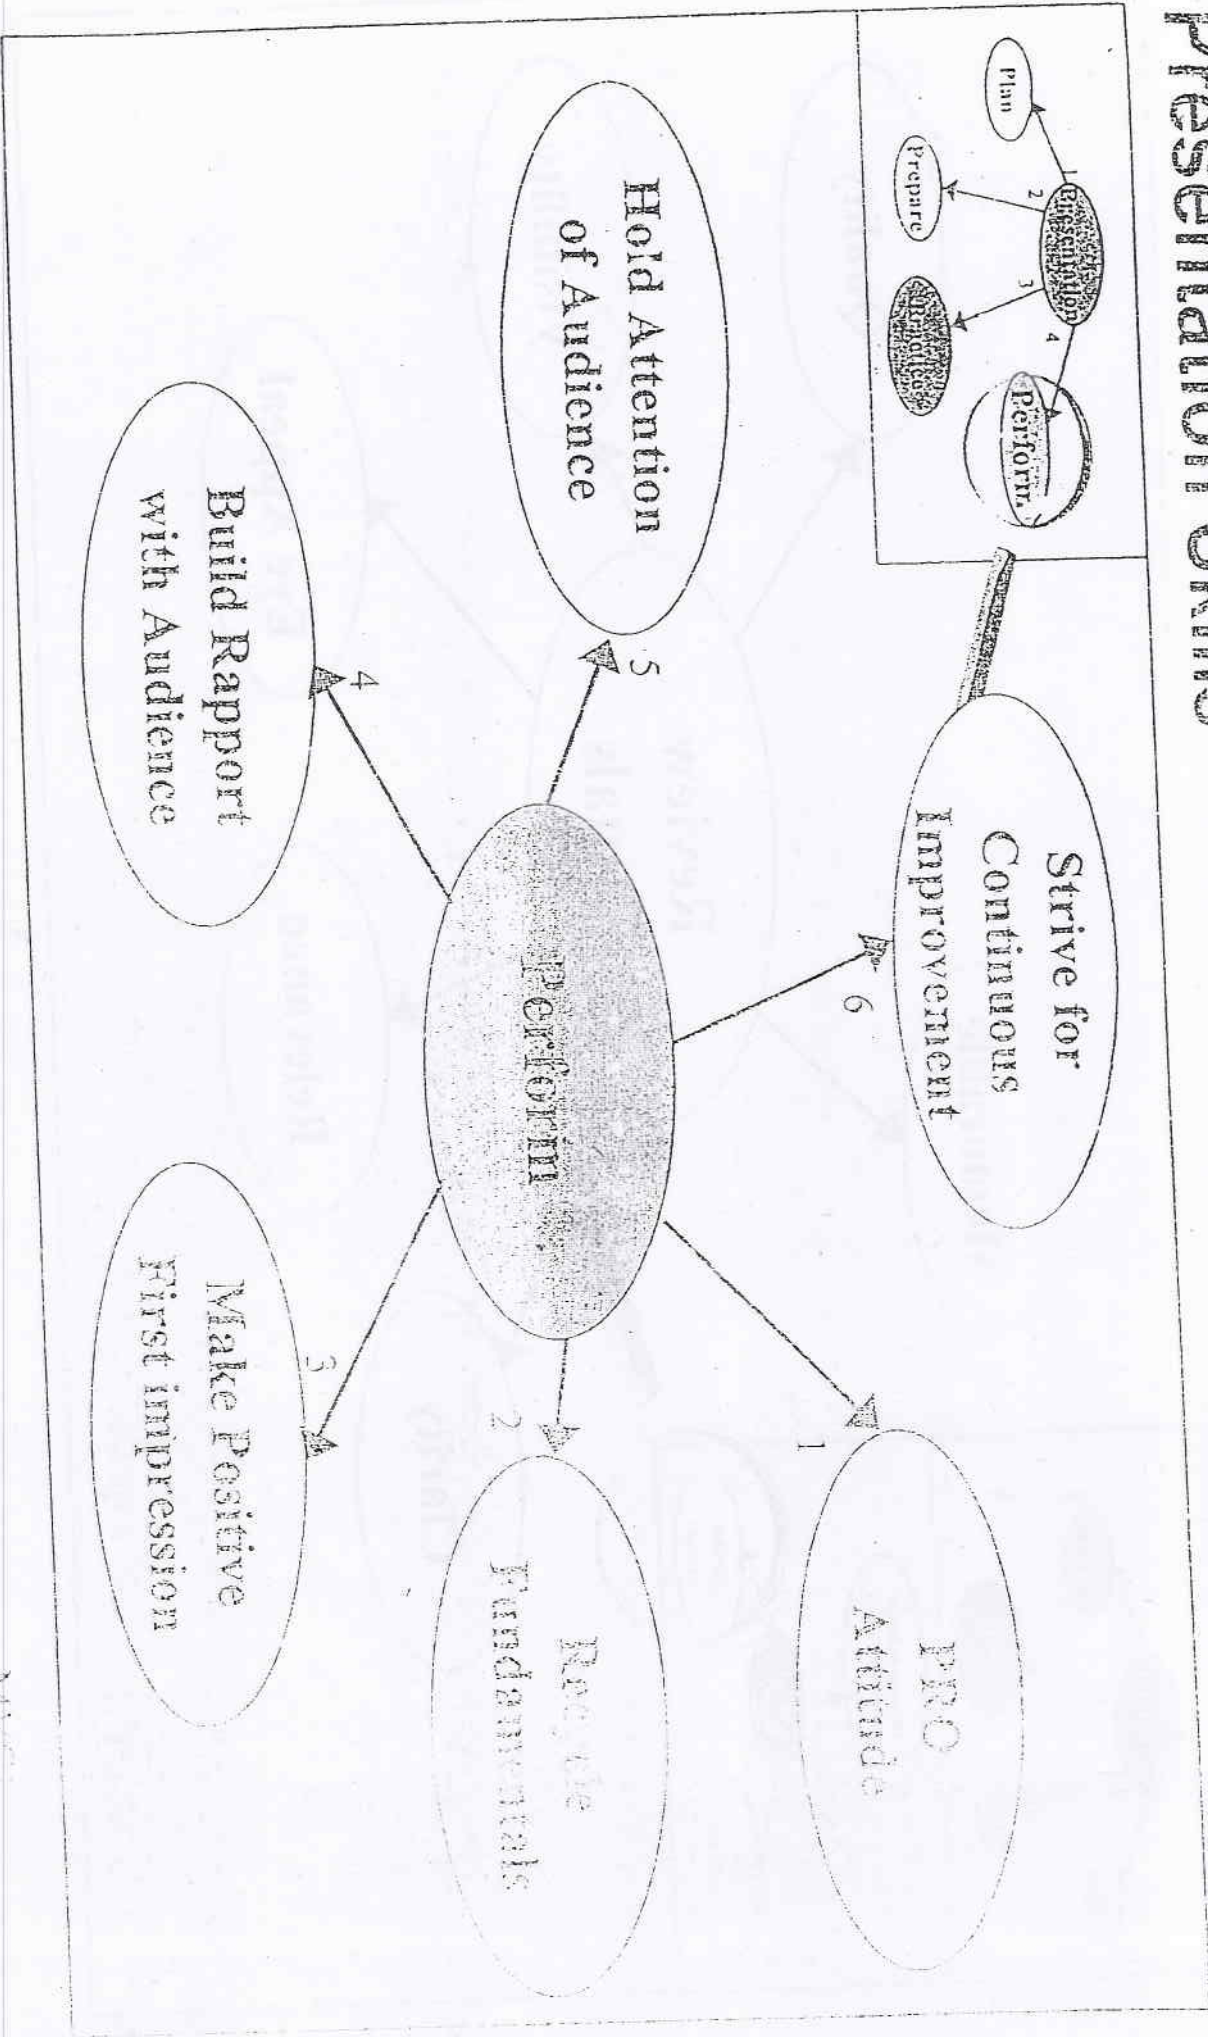 Presentation Skills
Plan
1
Presentation
2
Prepare
3
Practice
4
Perform
Strive for
Continuous
Improvement
6
PRO
Attitude
1
Hold Attention
of Audience
5
Perform
2
Recycle
Fundamentals
4
Build Rapport
with Audience
3
Make Positive
First impression